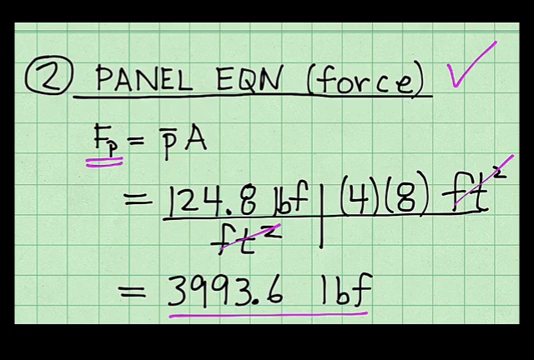 ② PANEL EQN (force) ✓
Fₚ = p̅ A
= 124.8 lbf | (4)(8) ft²
ft²
= 3993.6 lbf